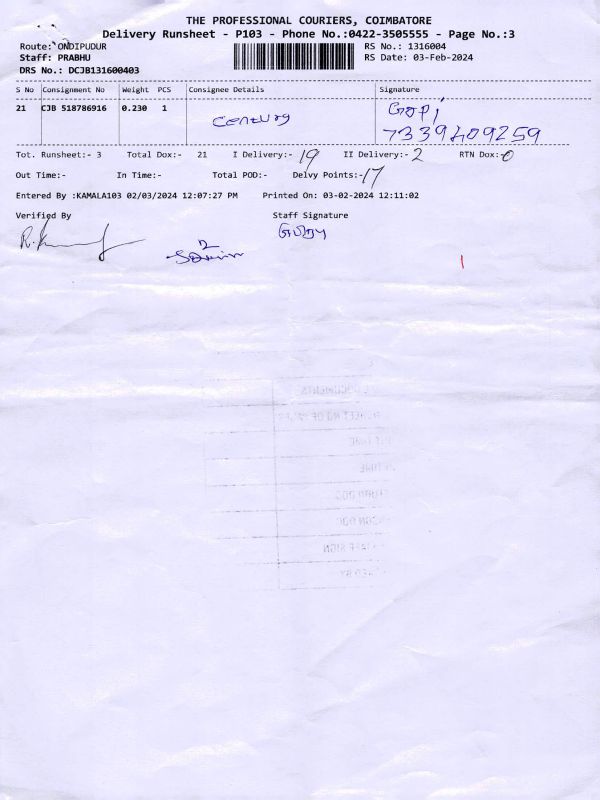 THE PROFESSIONAL COURIERS, COIMBATORE
Delivery Runsheet - P103 - Phone No.:0422-3505555 - Page No.:3
Route: ONDIPUDUR RS No.: 1316004
Staff: PRABHU RS Date: 03-Feb-2024
DRS No.: DCJB131600403
S No Consignment No Weight PCS Consignee Details Signature
21 CJB 518786916 0.230 1 Century Gopi
7339409259
Tot. Runsheet:- 3 Total Dox:- 21 I Delivery:- 19 II Delivery:- 2 RTN Dox:- 0
Out Time:- In Time:- Total POD:- Delvy Points:- 17
Entered By :KAMALA103 02/03/2024 12:07:27 PM Printed On: 03-02-2024 12:11:02
Verified By Staff Signature